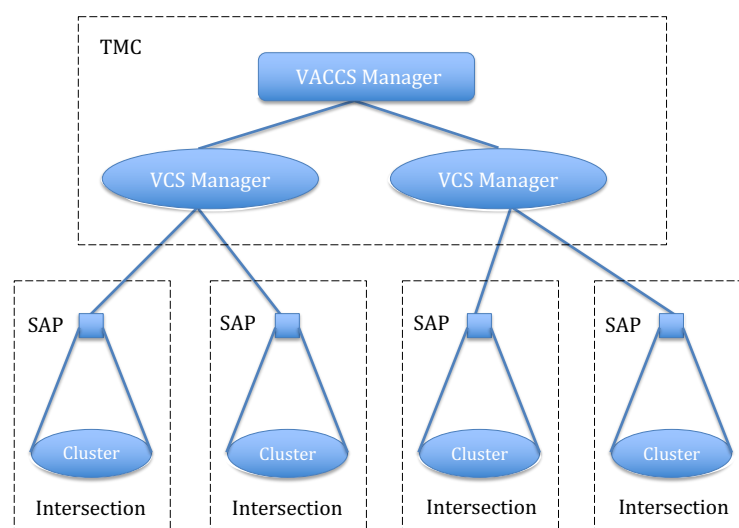 TMC
VACCS Manager
VCS Manager
VCS Manager
SAP
SAP
SAP
SAP
Cluster
Cluster
Cluster
Cluster
Intersection
Intersection
Intersection
Intersection